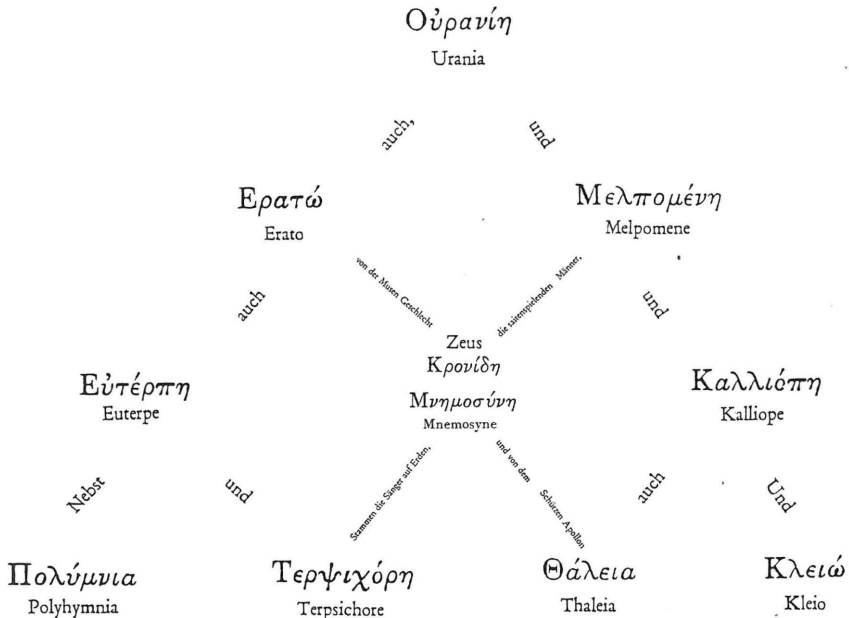 Οὐρανίη
Urania
auch,
und
Ερατώ
Erato
Μελπομένη
Melpomene
von der Musen Geschlecht
die saitenspielenden Männer,
auch
und
Zeus
Κρονίδη
Μνημοσύνη
Mnemosyne
Εὐτέρπη
Euterpe
Καλλιόπη
Kalliope
Stammen die Sänger auf Erden,
und von dem
Schürzen Apollon
Nebst
und
auch
Und
Πολύμνια
Polyhymnia
Τερψιχόρη
Terpsichore
Θάλεια
Thaleia
Κλειώ
Kleio